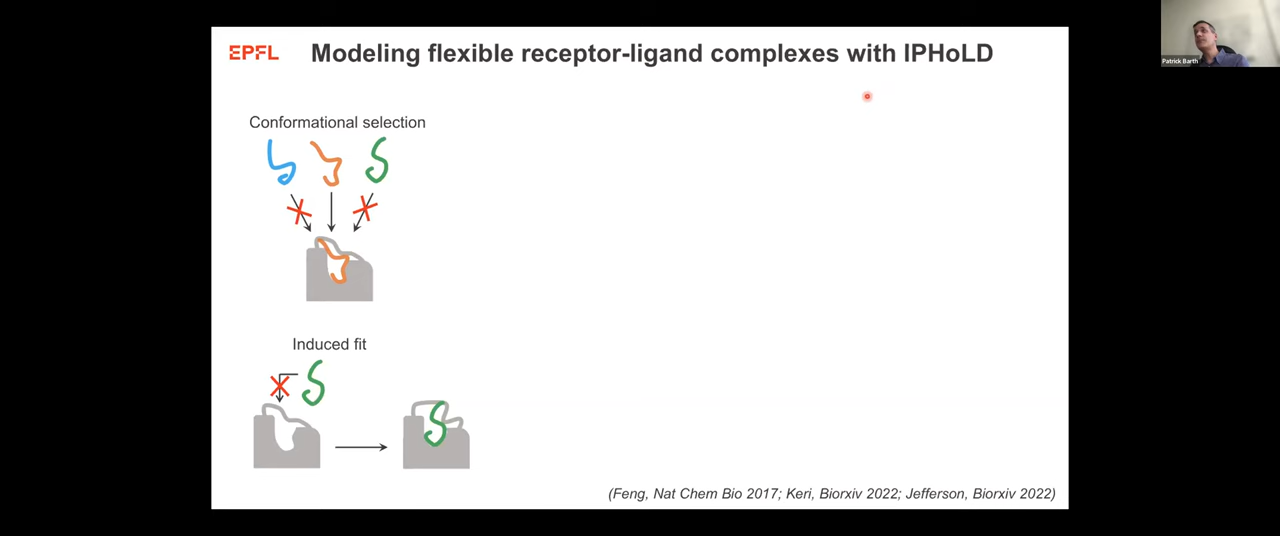 EPFL
Modeling flexible receptor-ligand complexes with IPHoLD
Patrick Barth
Conformational selection
Induced fit
(Feng, Nat Chem Bio 2017; Keri, Biorxiv 2022; Jefferson, Biorxiv 2022)